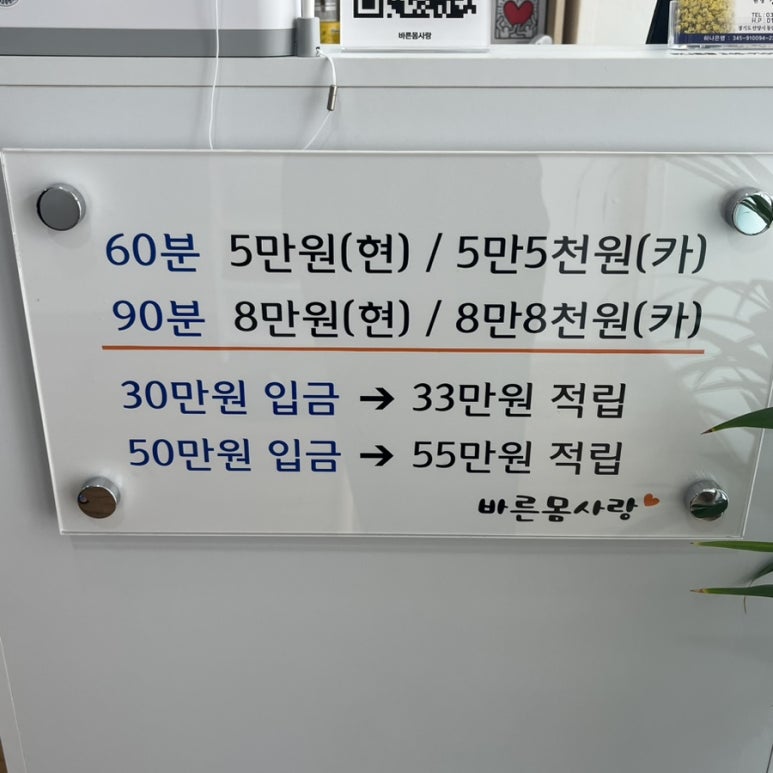 바른몸사랑
60분 5만원(현) / 5만5천원(카)
90분 8만원(현) / 8만8천원(카)
30만원 입금 → 33만원 적립
50만원 입금 → 55만원 적립
바른몸사랑